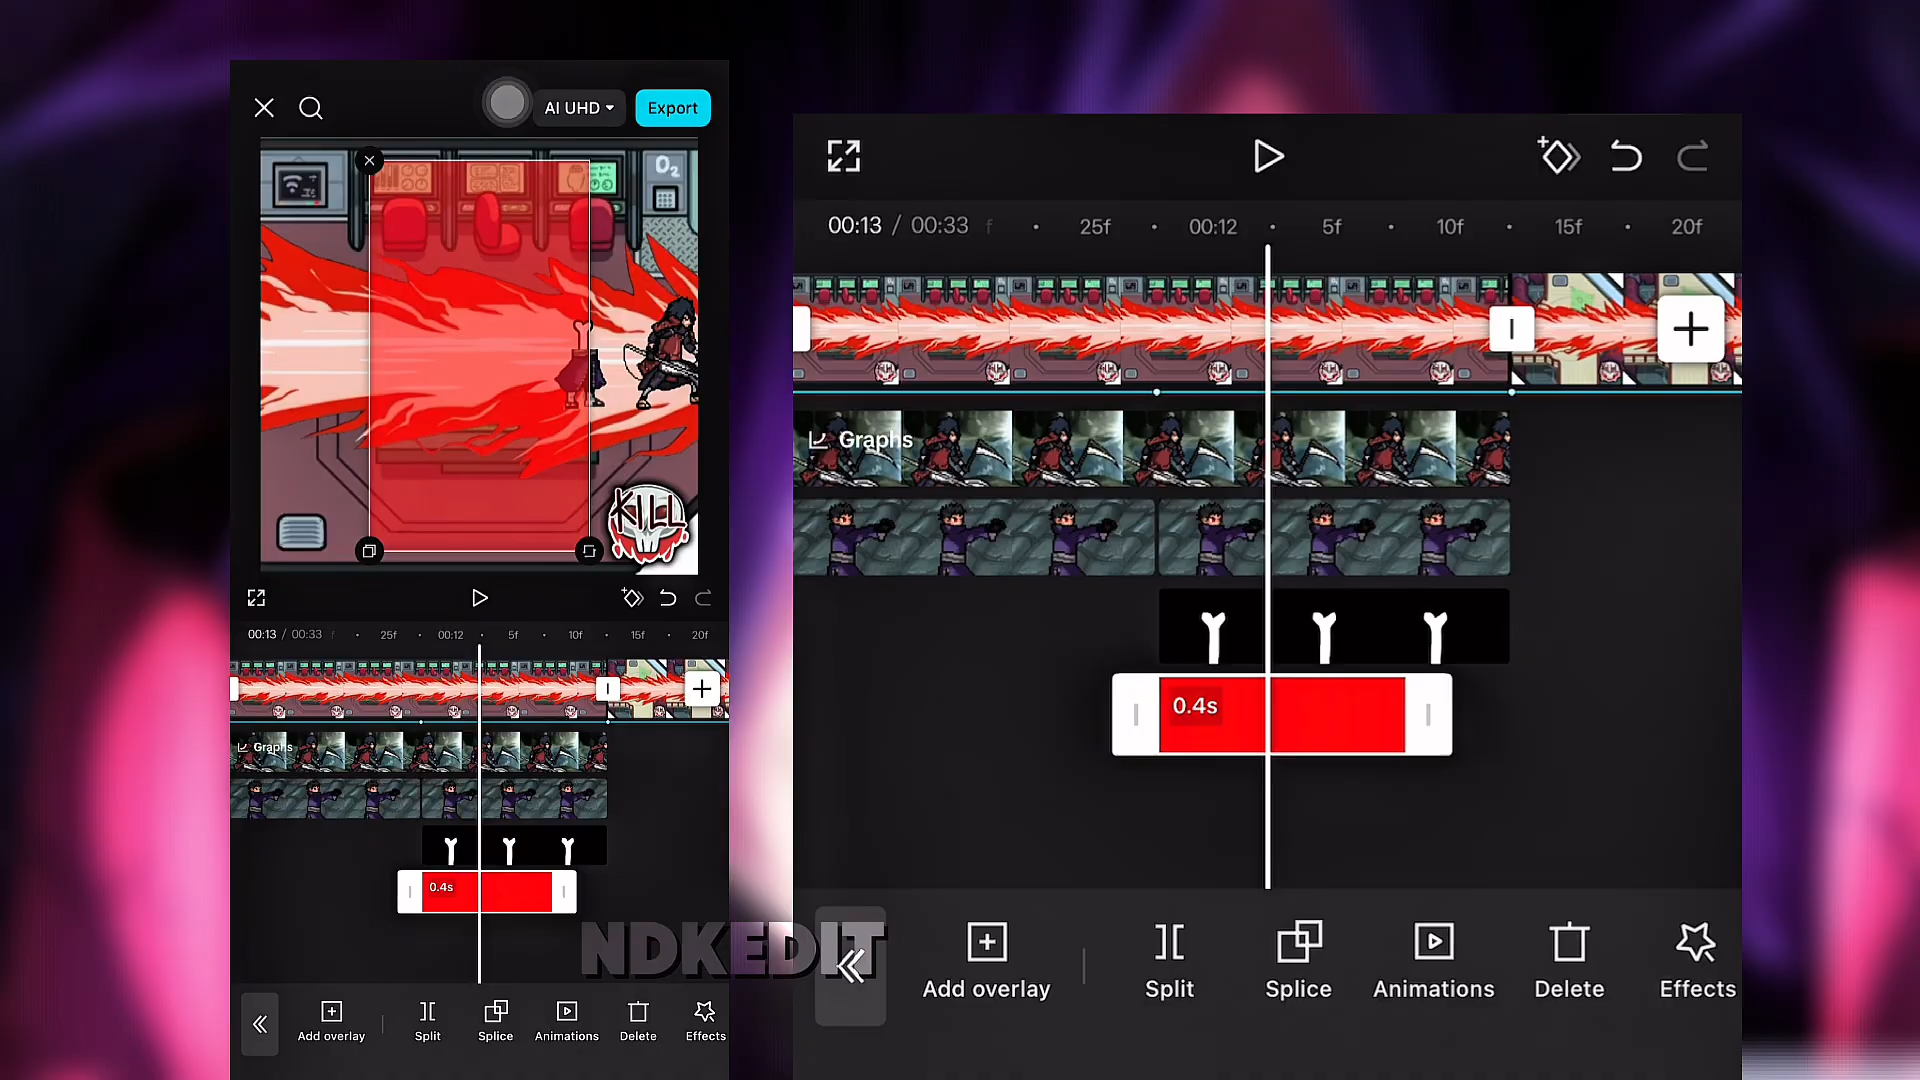 AI UHD
Export
O2
KILL
00:13 / 00:33 f 25f 00:12 5f 10f 15f 20f
Graphs
0.4s
Add overlay Split Splice Animations Delete Effects
00:13 / 00:33 f 25f 00:12 5f 10f 15f 20f
Graphs
0.4s
NDKEDIT
Add overlay Split Splice Animations Delete Effects